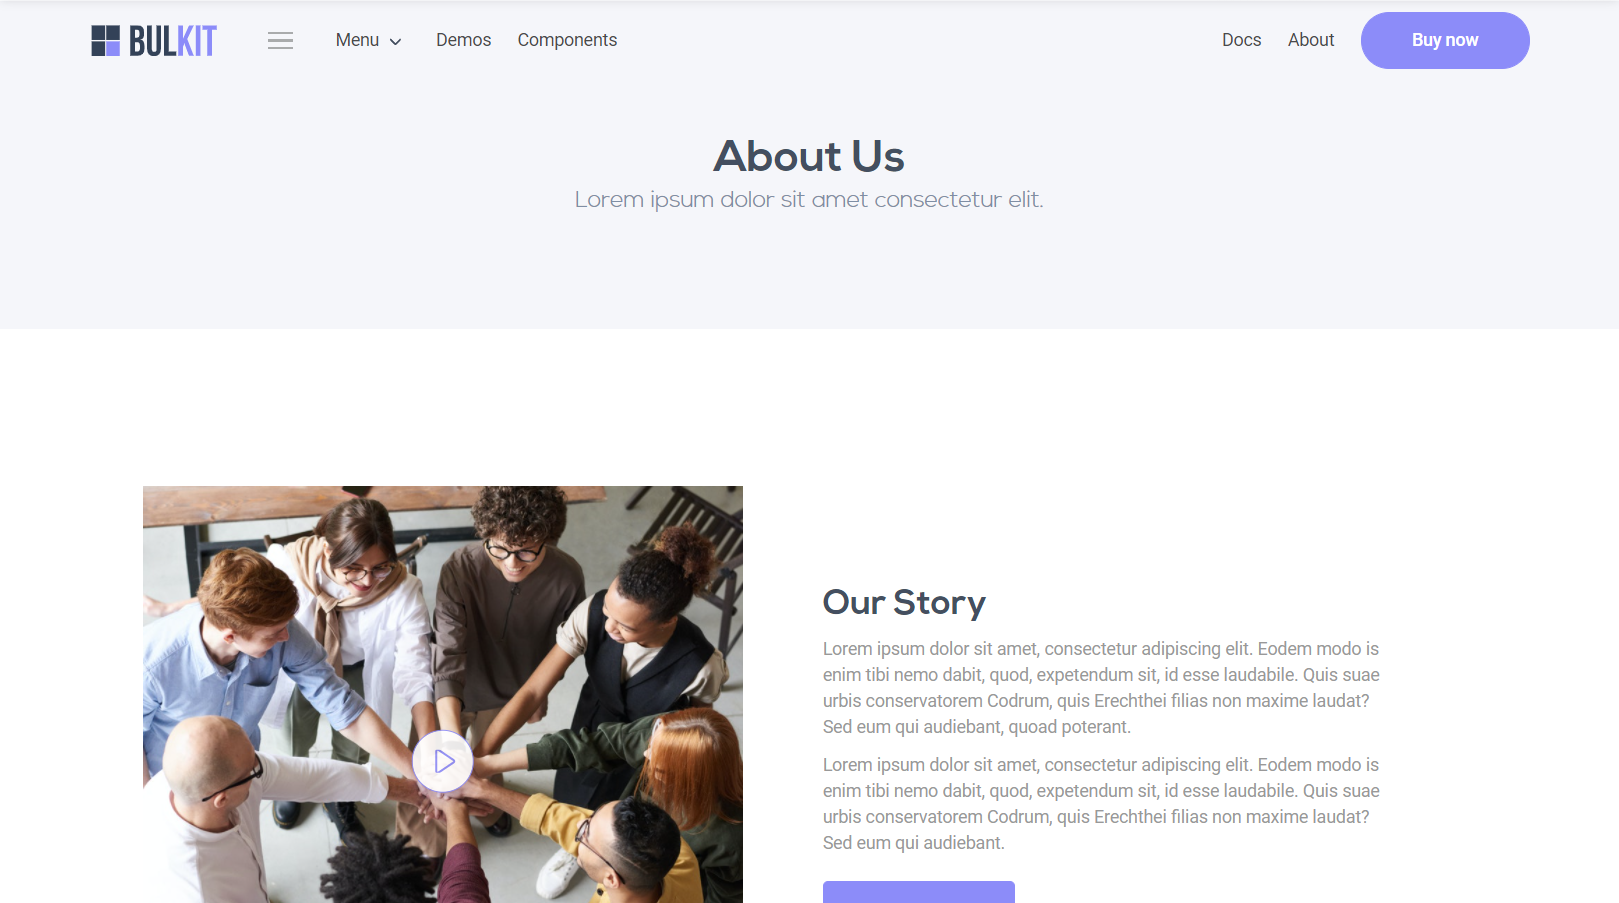 BULKIT
Menu
Demos
Components
Docs
About
Buy now
About Us
Lorem ipsum dolor sit amet consectetur elit.
Our Story
Lorem ipsum dolor sit amet, consectetur adipiscing elit. Eodem modo is
enim tibi nemo dabit, quod, expetendum sit, id esse laudabile. Quis suae
urbis conservatorem Codrum, quis Erechthei filias non maxime laudat?
Sed eum qui audiebant, quoad poterant.
Lorem ipsum dolor sit amet, consectetur adipiscing elit. Eodem modo is
enim tibi nemo dabit, quod, expetendum sit, id esse laudabile. Quis suae
urbis conservatorem Codrum, quis Erechthei filias non maxime laudat?
Sed eum qui audiebant.